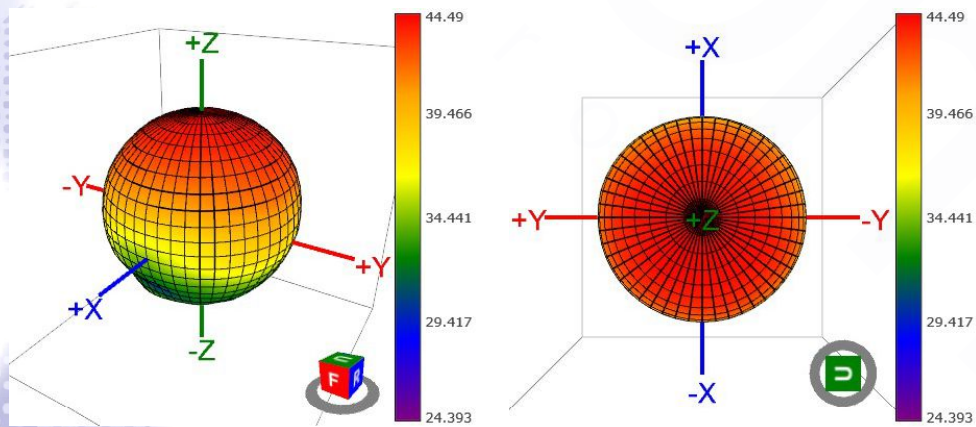 +Z
-Y
+Y
+X
-Z
44.49
39.466
34.441
29.417
24.393
F
R
U
+X
+Y
+Z
-Y
-X
44.49
39.466
34.441
29.417
24.393
U